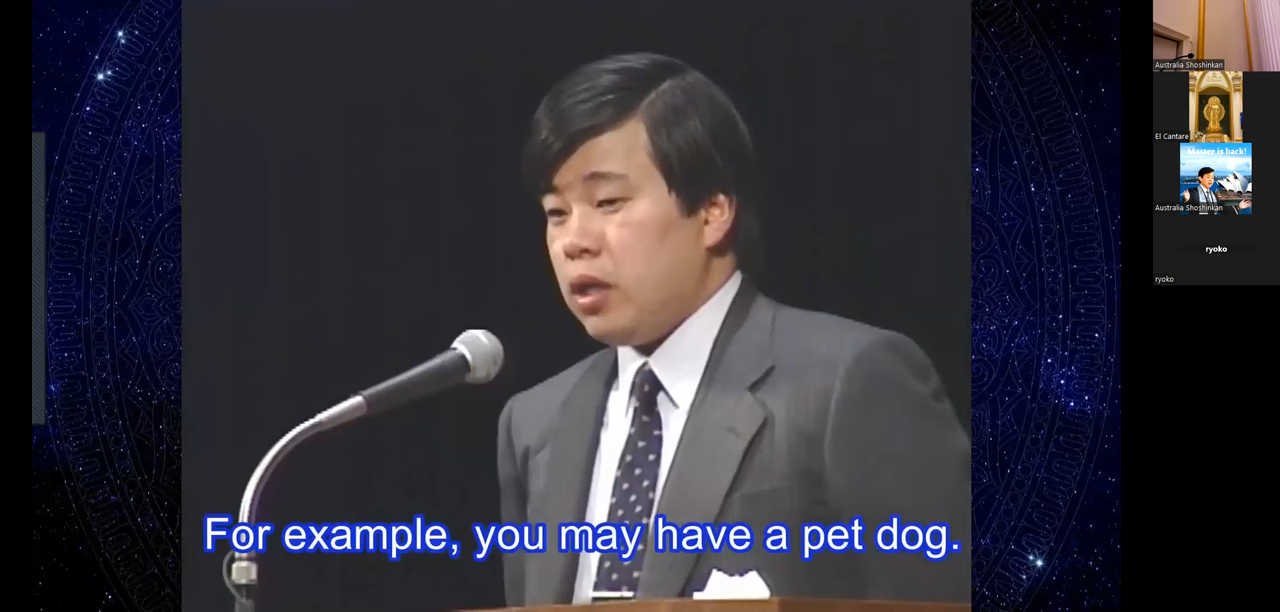 For example, you may have a pet dog.
Australia Shoshinkan
El Cantare
Master is back!
Australia Shoshinkan
ryoko
ryoko